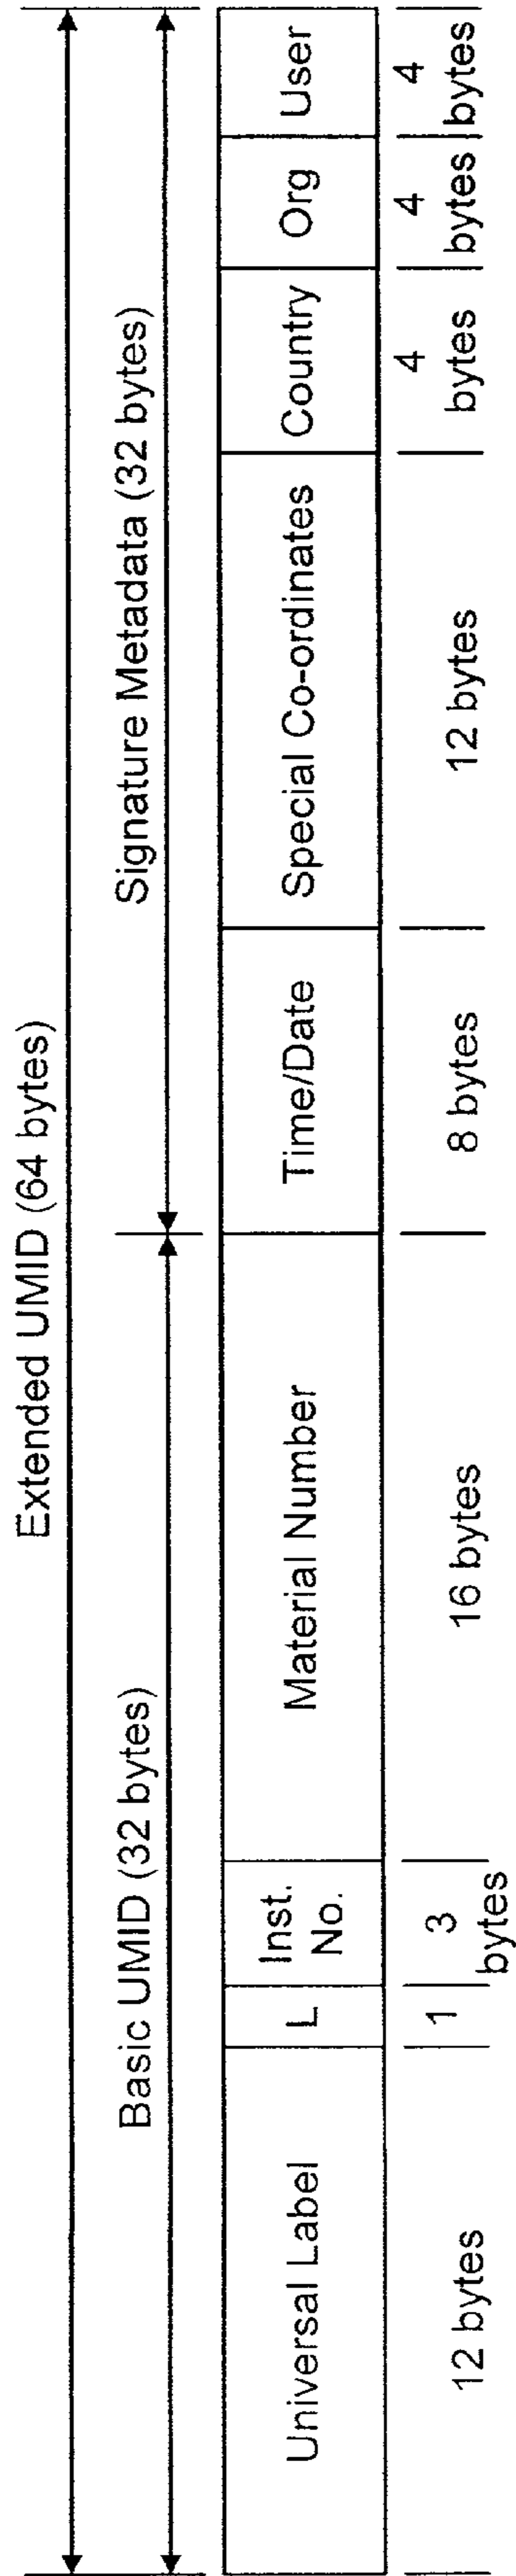 Extended UMID (64 bytes)
Basic UMID (32 bytes)
Signature Metadata (32 bytes)
Universal Label
L
Inst.
No.
Material Number
Time/Date
Special Co-ordinates
Country
Org
User
12 bytes
1
3
bytes
16 bytes
8 bytes
12 bytes
4
bytes
4
bytes
4
bytes